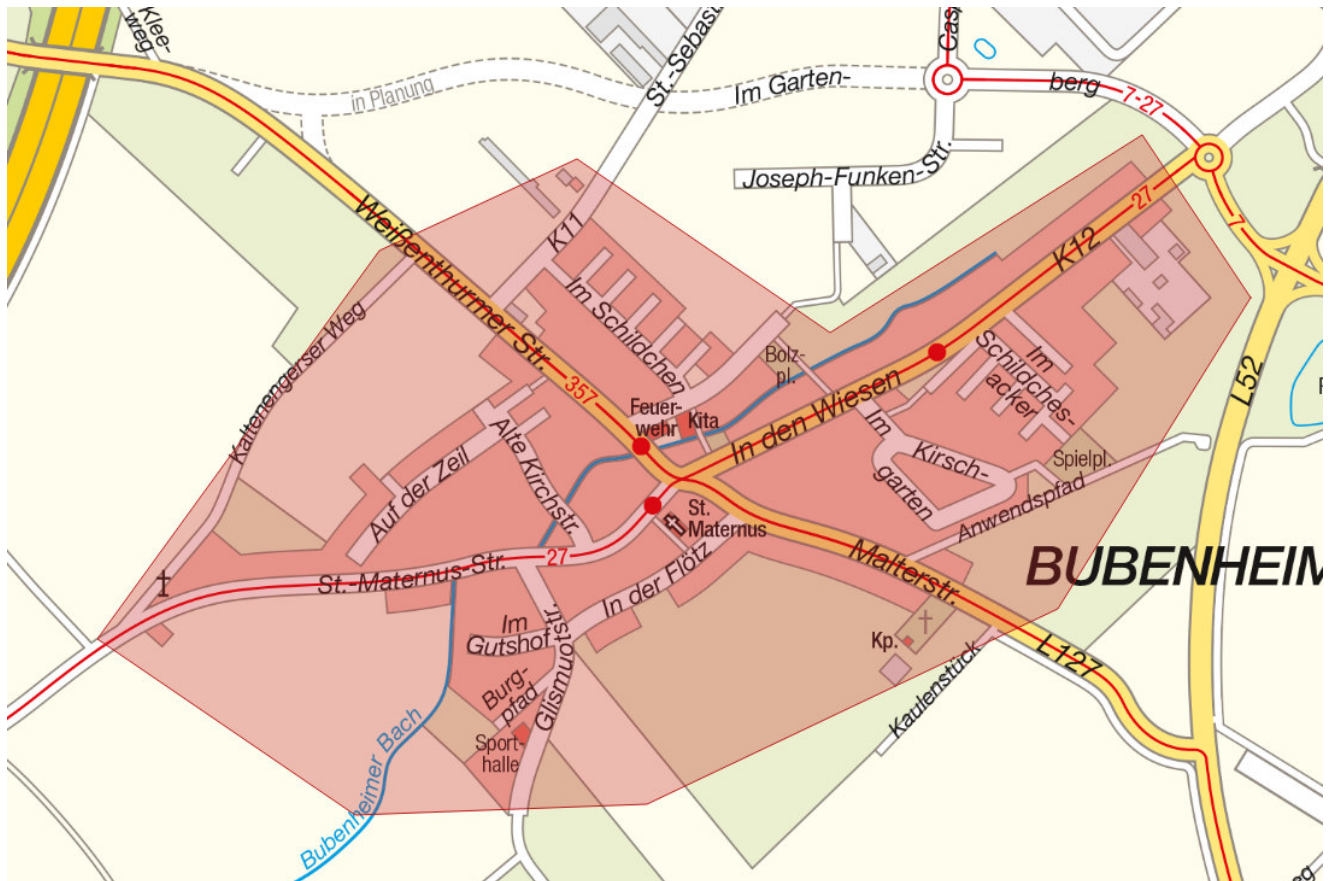 Klee-
weg
in Planung
St.-Sebast
Im Garten-
berg
Casp
7-27
Joseph-Funken-Str.
27
7
K11
K12
Weißenthurmer Str.
Kaltenengerser Weg
Im Schildchen
Bolz-
pl.
Im
Schildches-
acker
L52
357
Feuer-
wehr
Kita
In den Wiesen
Alte Kirchstr.
Auf der Zeil
Im
Kirsch-
garten
Spielpl.
Anwendspfad
St.
Maternus
27
St.-Maternus-Str.
In der Flötz
Malterstr.
BUBENHEIM
Im
Gutshof
Glismutstr.
Kp.
L127
Kaulenstück
Burg-
pfad
Sport-
halle
Bubenheimer Bach